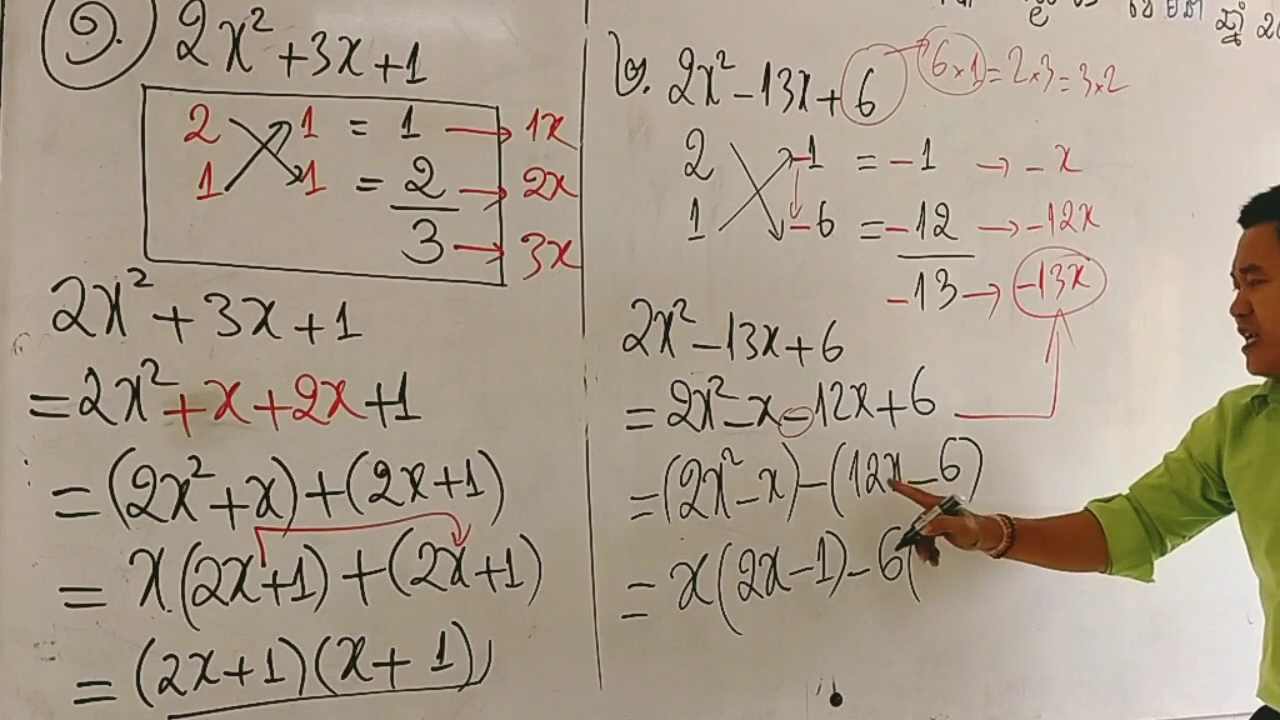 ១. 2x² + 3x + 1
2 1 = 1 → 1x
1 1 = 2 → 2x
3 → 3x
2x² + 3x + 1
= 2x² + x + 2x + 1
= (2x² + x) + (2x + 1)
= x(2x + 1) + (2x + 1)
= (2x + 1)(x + 1)
ខ. 2x² - 13x + 6 → 6×1 = 2×3 = 3×2
2 -1 = -1 → -x
1 -6 = -12 → -12x
-13 → -13x
2x² - 13x + 6
= 2x² - x - 12x + 6
= (2x² - x) - (12x - 6)
= x(2x - 1) - 6(